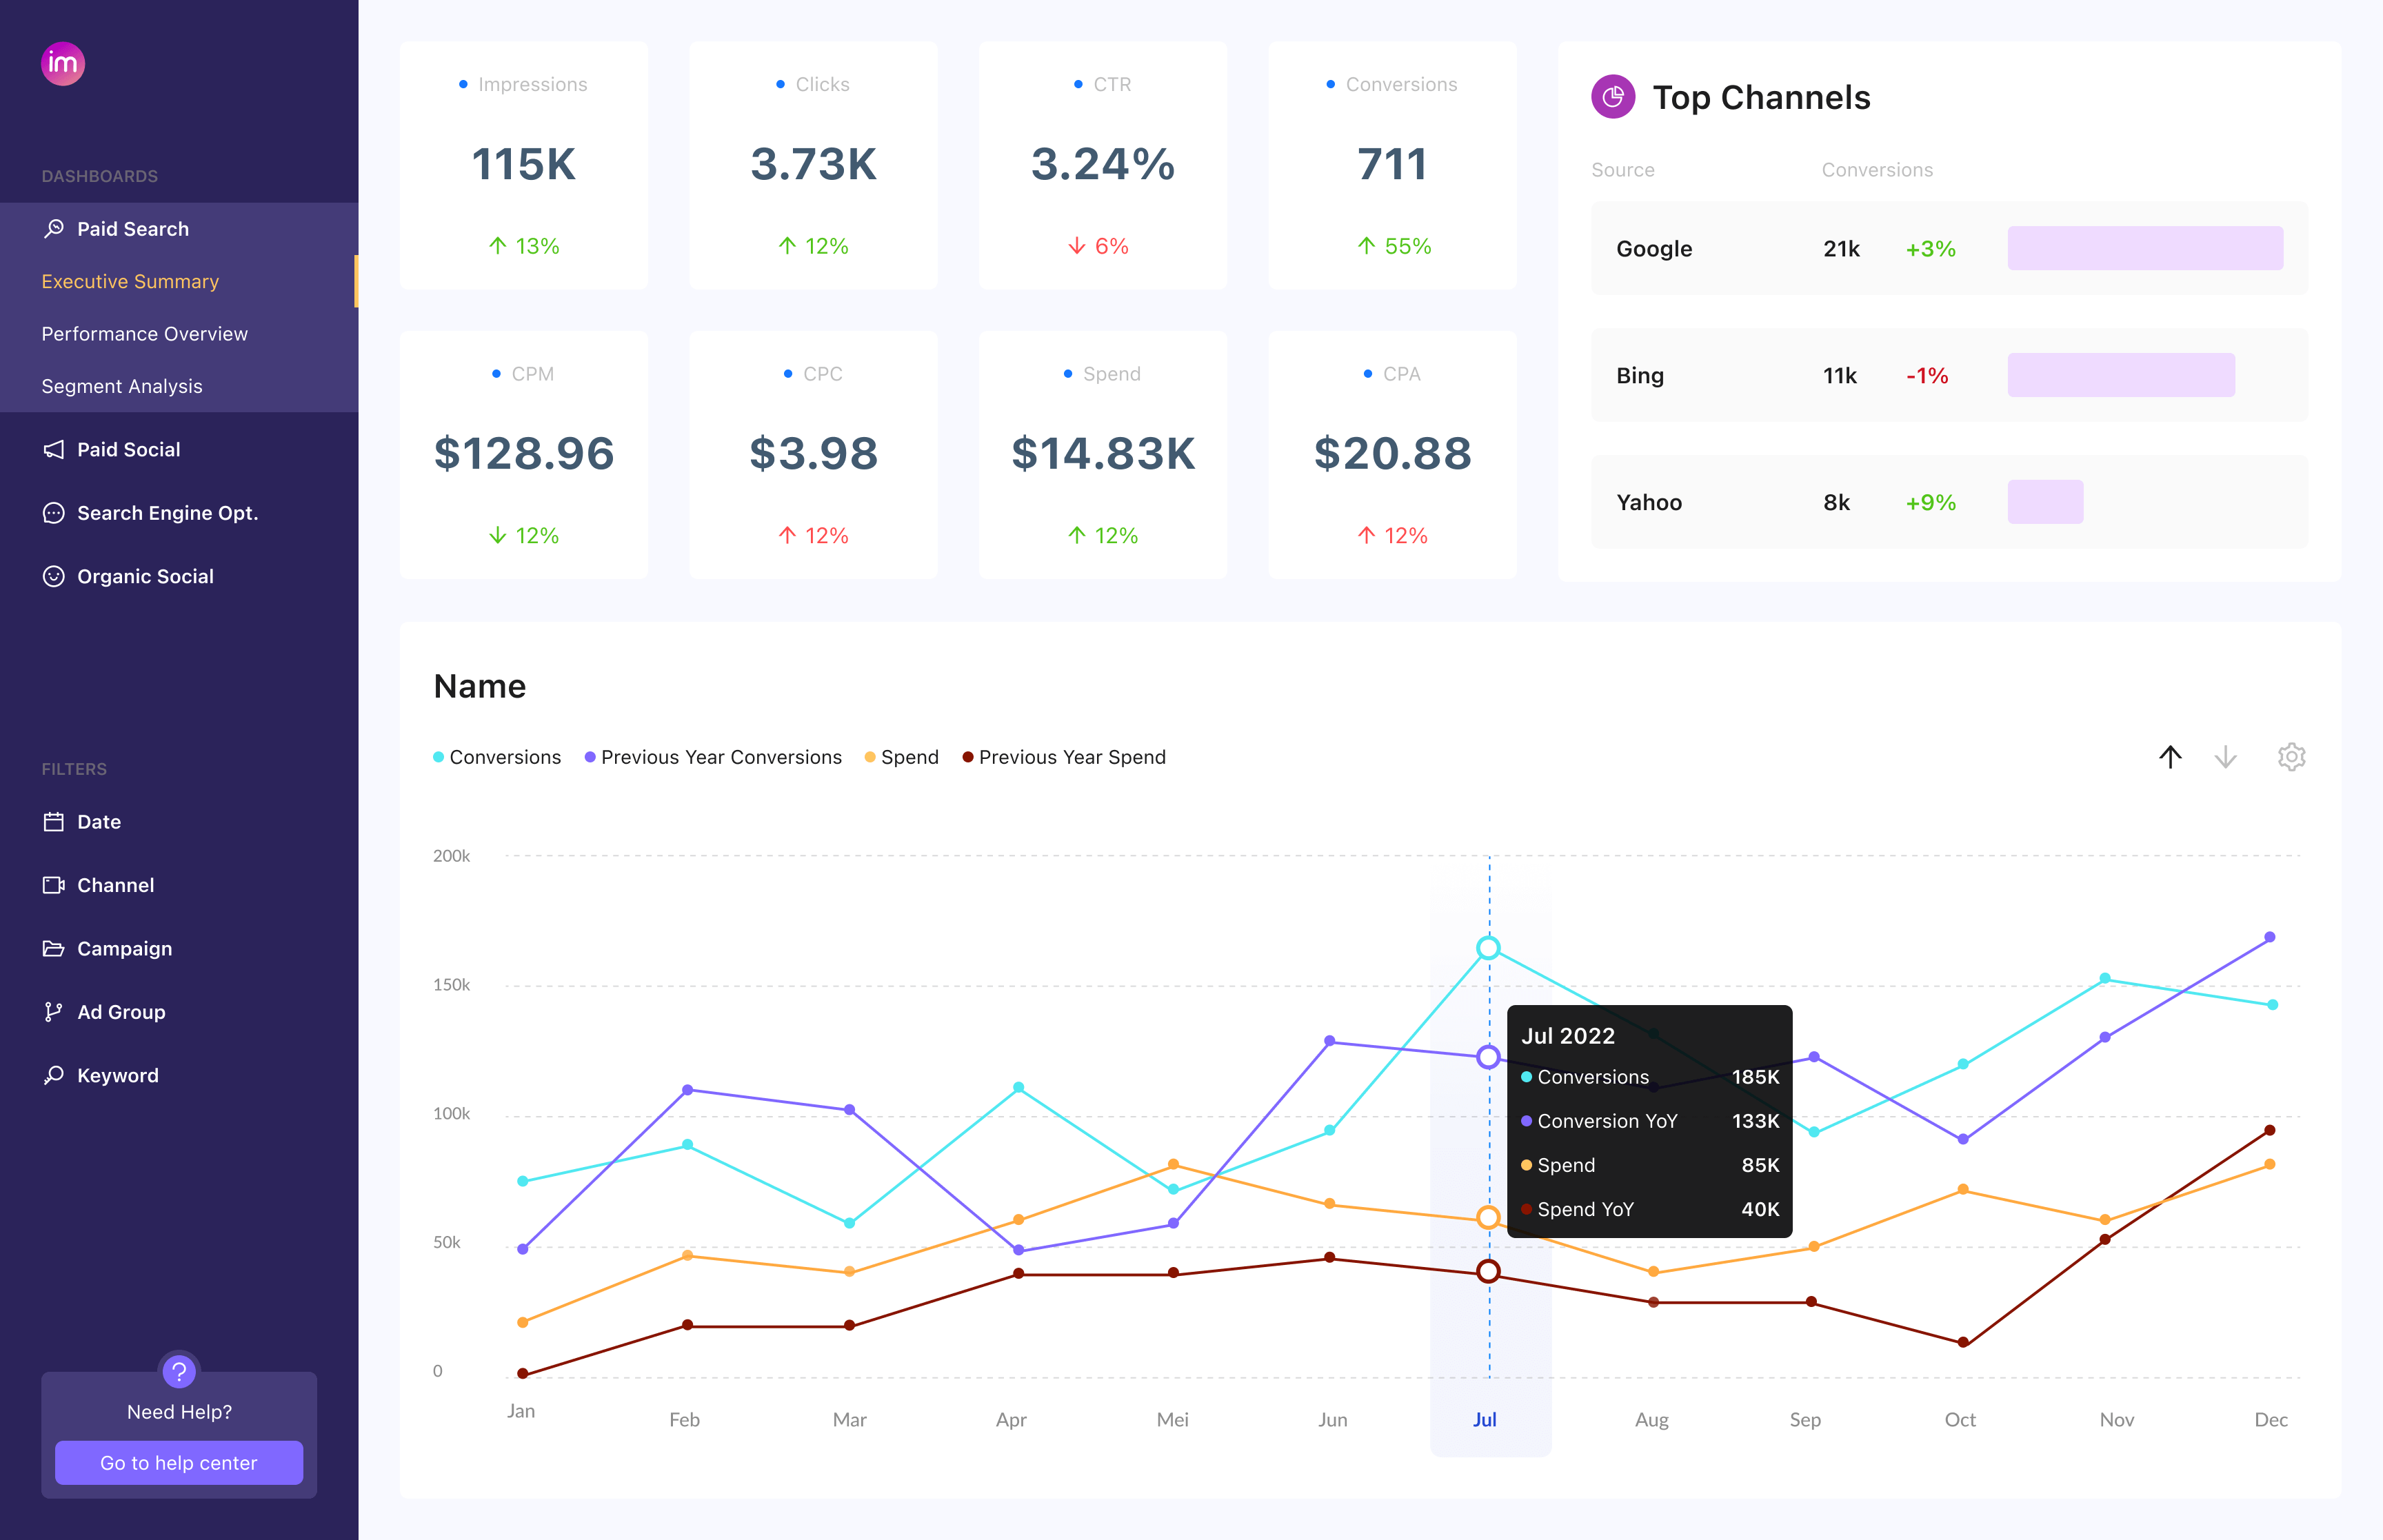 im
DASHBOARDS
Paid Search
Executive Summary
Performance Overview
Segment Analysis
Paid Social
Search Engine Opt.
Organic Social
FILTERS
Date
Channel
Campaign
Ad Group
Keyword
?
Need Help?
Go to help center
Impressions
115K
13%
Clicks
3.73K
12%
CTR
3.24%
6%
Conversions
711
55%
CPM
$128.96
12%
CPC
$3.98
12%
Spend
$14.83K
12%
CPA
$20.88
12%
Top Channels
Source Conversions
Google 21k +3%
Bing 11k -1%
Yahoo 8k +9%
Name
Conversions Previous Year Conversions Spend Previous Year Spend
200k
150k
100k
50k
0
Jul 2022
Conversions 185K
Conversion YoY 133K
Spend 85K
Spend YoY 40K
Jan Feb Mar Apr Mei Jun Jul Aug Sep Oct Nov Dec